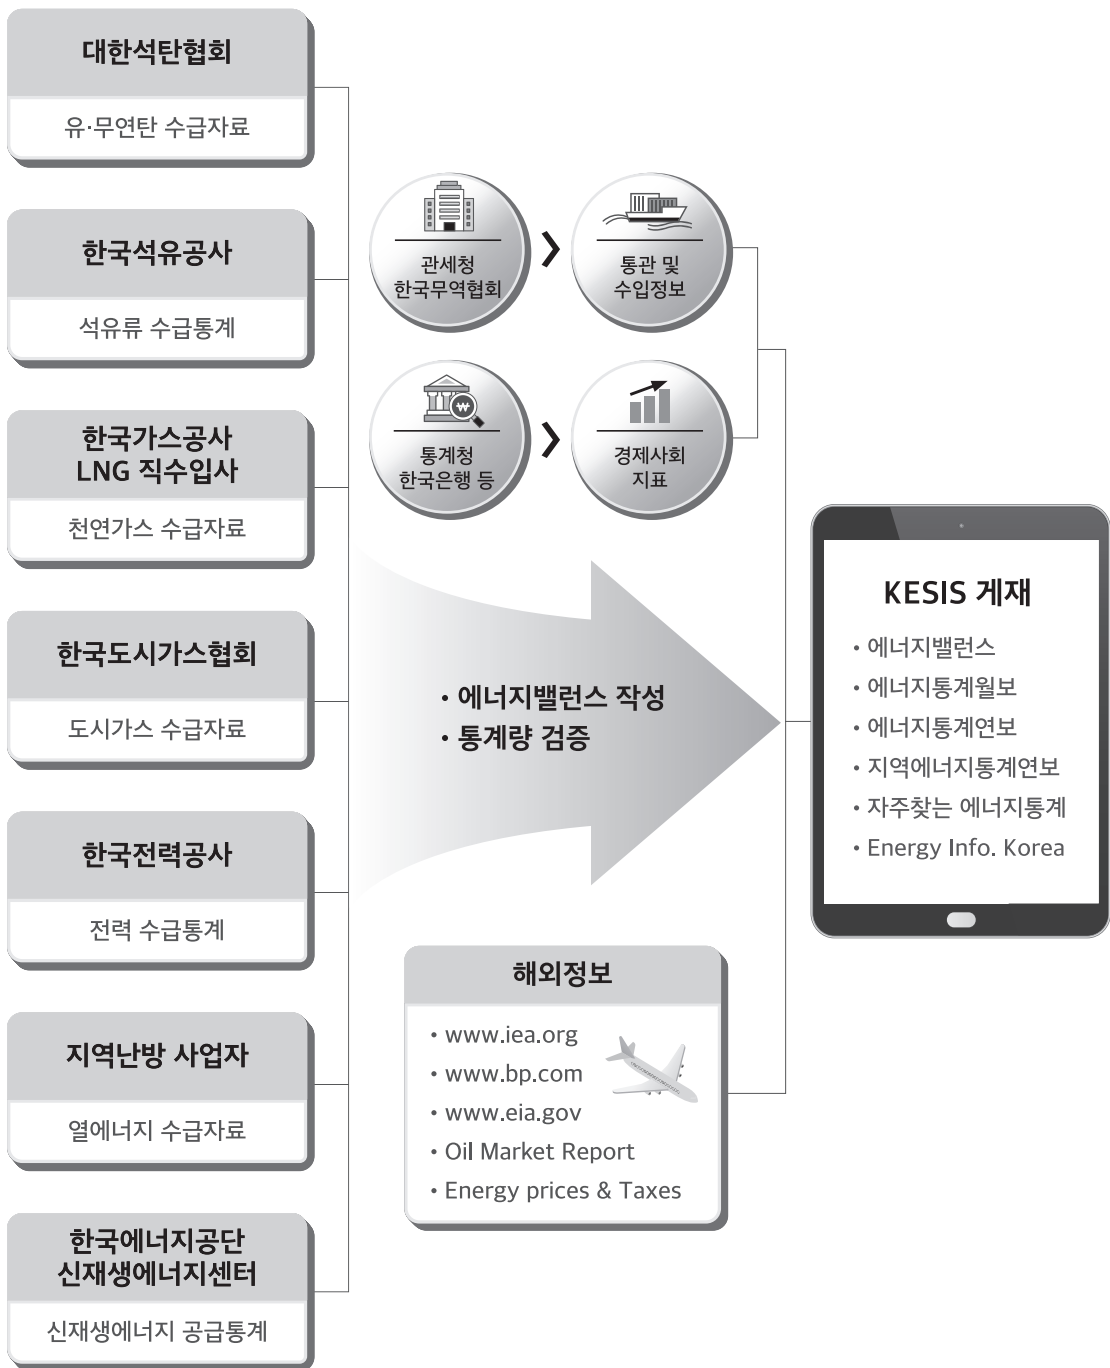 대한석탄협회
유·무연탄 수급자료
한국석유공사
석유류 수급통계
한국가스공사
LNG 직수입사
천연가스 수급자료
한국도시가스협회
도시가스 수급자료
한국전력공사
전력 수급통계
지역난방 사업자
열에너지 수급자료
한국에너지공단
신재생에너지센터
신재생에너지 공급통계
관세청
한국무역협회
통관 및
수입정보
통계청
한국은행 등
경제사회
지표
• 에너지밸런스 작성
• 통계량 검증
해외정보
• www.iea.org
• www.bp.com
• www.eia.gov
• Oil Market Report
• Energy prices & Taxes
KESIS 게재
• 에너지밸런스
• 에너지통계월보
• 에너지통계연보
• 지역에너지통계연보
• 자주찾는 에너지통계
• Energy Info. Korea